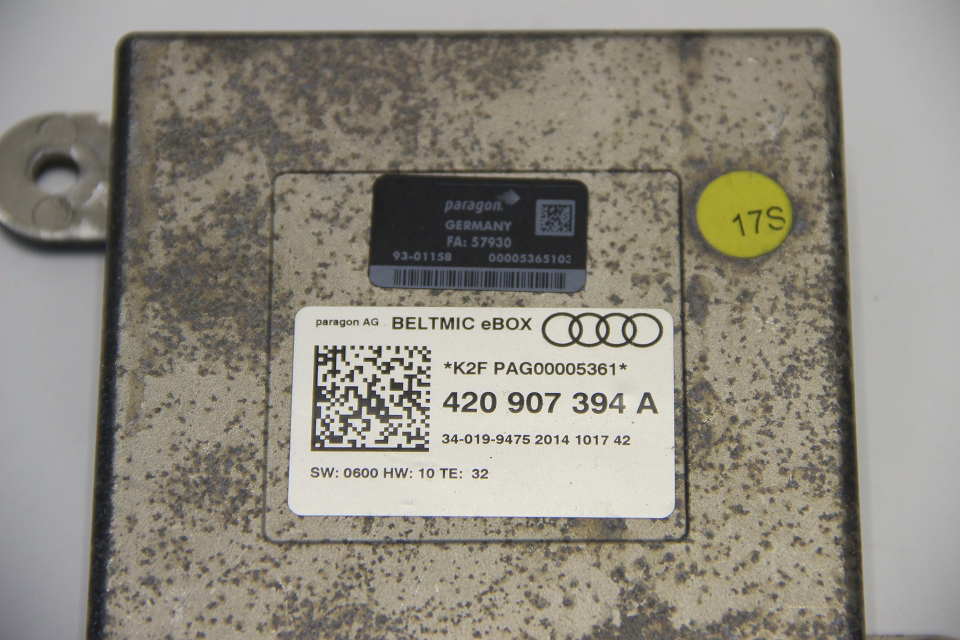 paragon
GERMANY
FA: 57930
93-01158 00005365103
17S
paragon AG BELTMIC eBOX
*K2F PAG00005361*
420 907 394 A
34-019-9475 2014 1017 42
SW: 0600 HW: 10 TE: 32